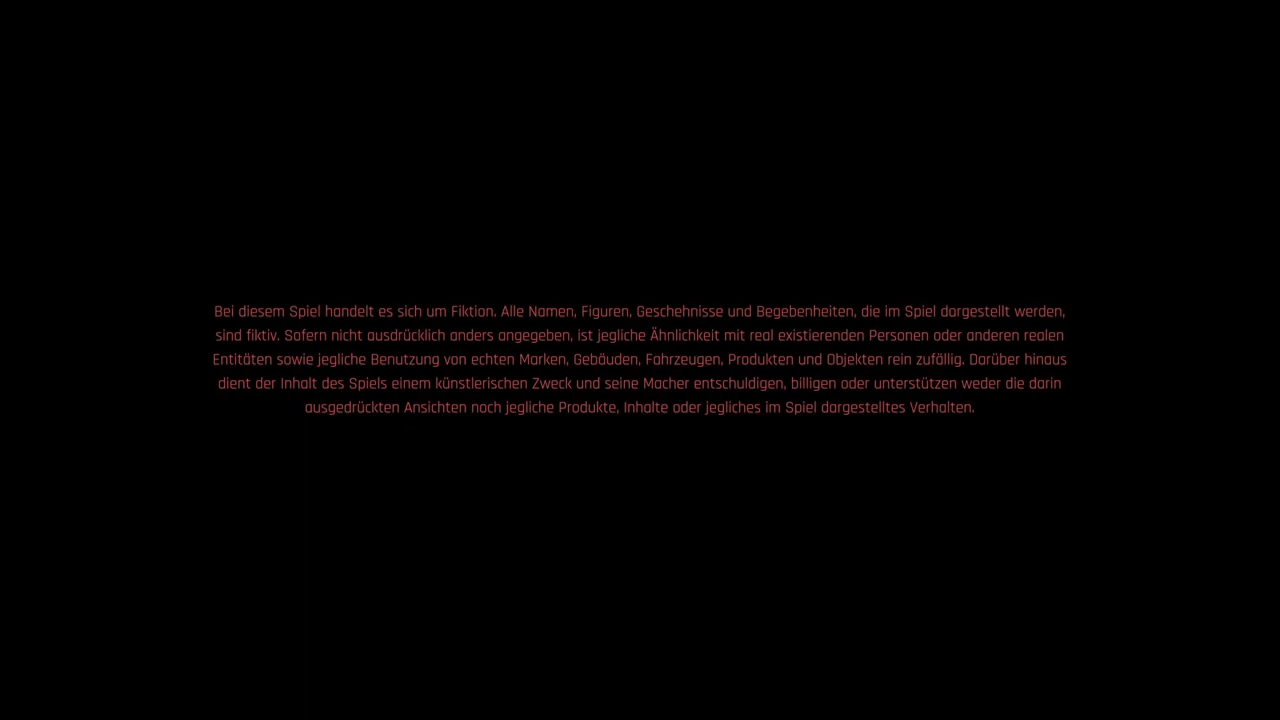 Bei diesem Spiel handelt es sich um Fiktion. Alle Namen, Figuren, Geschehnisse und Begebenheiten, die im Spiel dargestellt werden,
sind fiktiv. Sofern nicht ausdrücklich anders angegeben, ist jegliche Ähnlichkeit mit real existierenden Personen oder anderen realen
Entitäten sowie jegliche Benutzung von echten Marken, Gebäuden, Fahrzeugen, Produkten und Objekten rein zufällig. Darüber hinaus
dient der Inhalt des Spiels einem künstlerischen Zweck und seine Macher entschuldigen, billigen oder unterstützen weder die darin
ausgedrückten Ansichten noch jegliche Produkte, Inhalte oder jegliches im Spiel dargestelltes Verhalten.